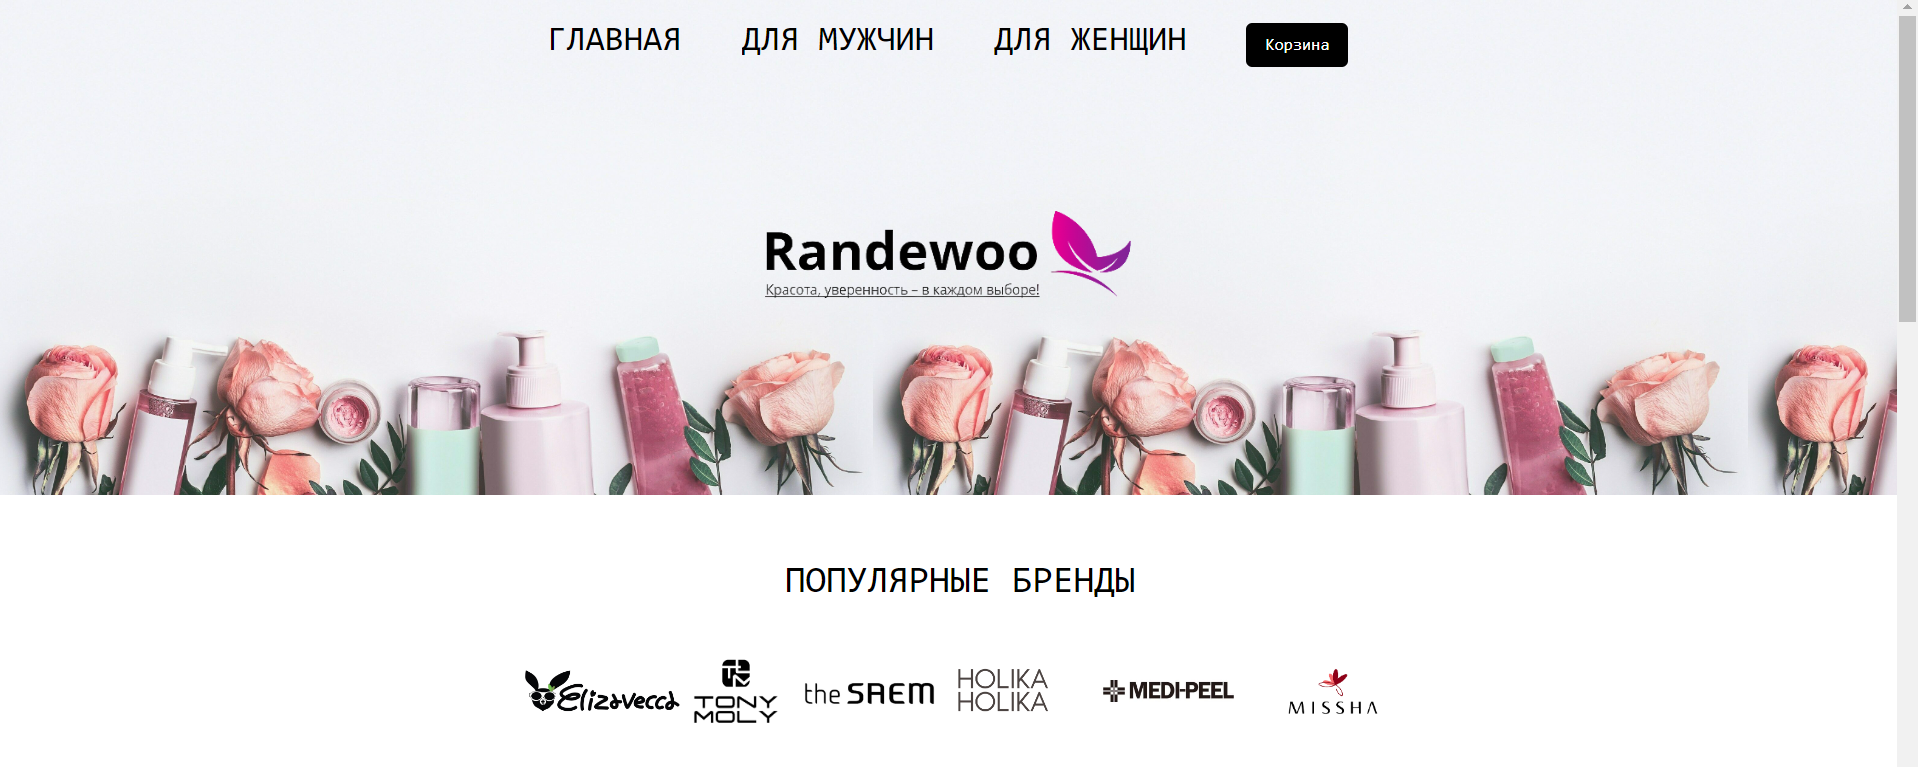 ГЛАВНАЯ ДЛЯ МУЖЧИН ДЛЯ ЖЕНЩИН Корзина
Randewoo
Красота, уверенность – в каждом выборе!
ПОПУЛЯРНЫЕ БРЕНДЫ
Elizavecca TONY MOLY the SAEM HOLIKA HOLIKA MEDI-PEEL MISSHA